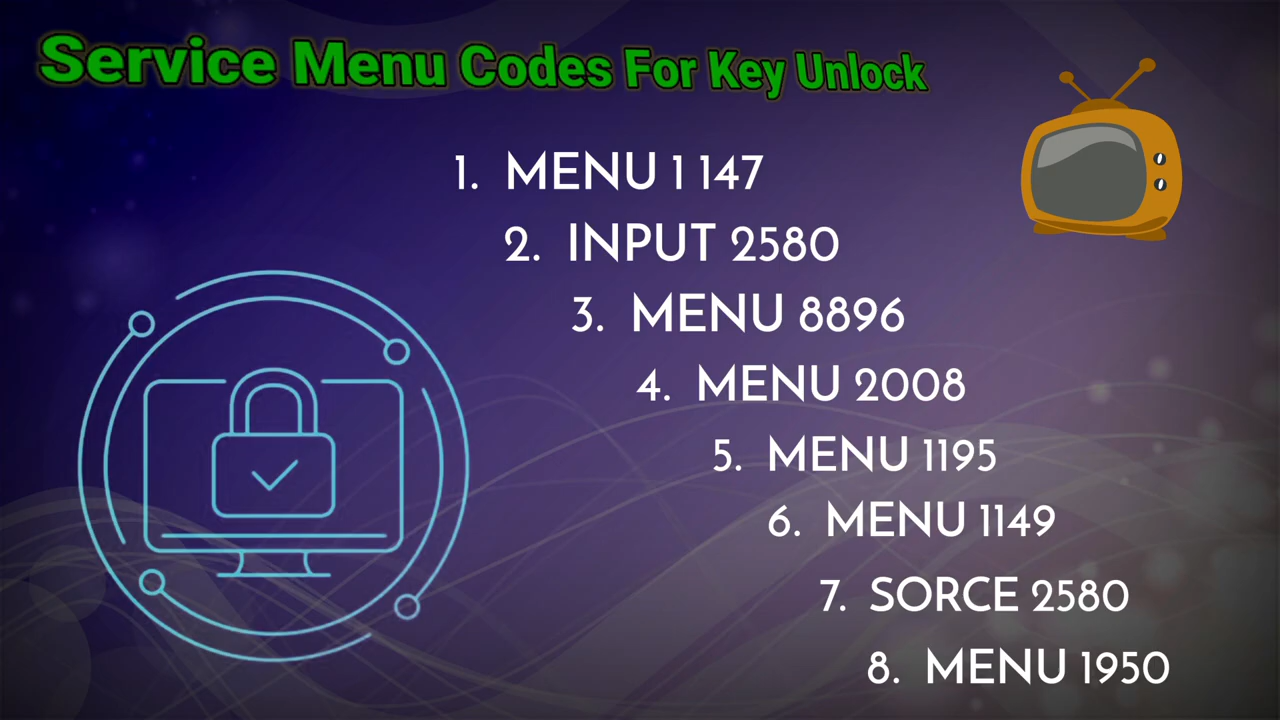 Service Menu Codes For Key Unlock
1. MENU 1 147
2. INPUT 2580
3. MENU 8896
4. MENU 2008
5. MENU 1195
6. MENU 1149
7. SORCE 2580
8. MENU 1950